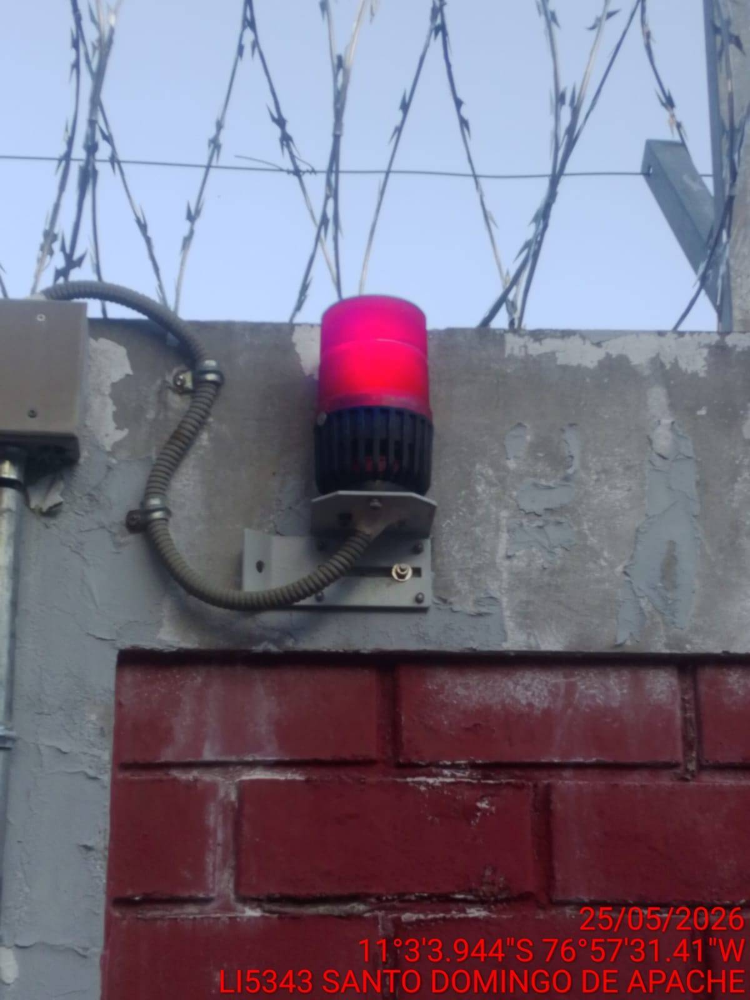 25/05/2026
11°3'3.944"S 76°57'31.41"W
LI5343 SANTO DOMINGO DE APACHE